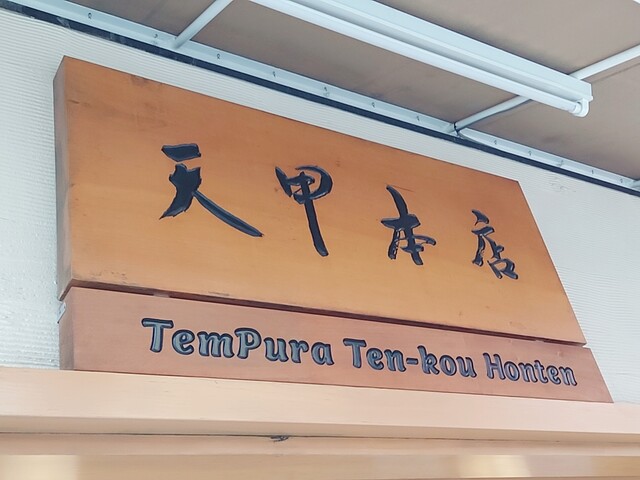 天甲本店
TemPura Ten-kou Honten